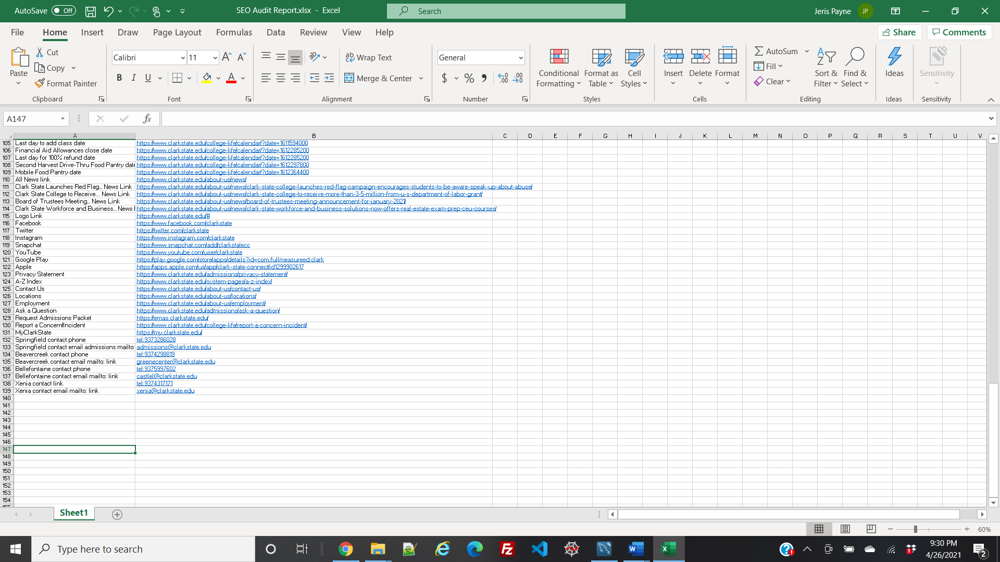 AutoSave Off SEO Audit Report.xlsx - Excel Search Jeris Payne JP
File Home Insert Draw Page Layout Formulas Data Review View Help Share Comments
Paste Cut Copy Format Painter Clipboard
Calibri 11 B I U A Font
Wrap Text Merge & Center Alignment
General $ % Number
Conditional Formatting Format as Table Cell Styles Styles
Insert Delete Format Cells
AutoSum Fill Clear Sort & Filter Find & Select Editing
Ideas Ideas
Sensitivity Sensitivity
A147 fx
A B C D E F G H I J K L M N O P Q R S T U V
105 Last day to add class date https://www.clarkstate.edu/college-life/calendar/?date=1611594000
106 Financial Aid Allowances close date https://www.clarkstate.edu/college-life/calendar/?date=1612285200
107 Last day for 100% refund date https://www.clarkstate.edu/college-life/calendar/?date=1612285200
108 Second Harvest Drive-Thru Food Pantry date https://www.clarkstate.edu/college-life/calendar/?date=1612297800
109 Mobile Food Pantry date https://www.clarkstate.edu/college-life/calendar/?date=1612364400
110 All News link https://www.clarkstate.edu/about-us/news/
111 Clark State Launches Red Flag... News Link https://www.clarkstate.edu/about-us/news/clark-state-college-launches-red-flag-campaign-encourages-students-to-be-aware-speak-up-about-abuse/
112 Clark State College to Receive... News Link https://www.clarkstate.edu/about-us/news/clark-state-college-to-receive-more-than-3-5-million-from-u-s-department-of-labor-grant/
113 Board of Trustees Meeting... News Link https://www.clarkstate.edu/about-us/news/board-of-trustees-meeting-announcement-for-january-2021/
114 Clark State Workforce and Business... News https://www.clarkstate.edu/about-us/news/clark-state-workforce-and-business-solutions-now-offers-real-estate-exam-prep-ceu-courses/
115 Logo Link https://www.clarkstate.edu/#
116 Facebook https://www.facebook.com/clarkstate
117 Twitter https://twitter.com/clarkstate
118 Instagram https://www.instagram.com/clarkstate
119 Snapchat https://www.snapchat.com/add/clarkstatecc
120 YouTube https://www.youtube.com/user/clarkstate
121 Google Play https://play.google.com/store/apps/details?id=com.fullmeasureed.clark
122 Apple https://apps.apple.com/us/app/clark-state-connect/id1299902617
123 Privacy Statement https://www.clarkstate.edu/admissions/privacy-statement/
124 A-Z Index https://www.clarkstate.edu/system-pages/a-z-index/
125 Contact Us https://www.clarkstate.edu/about-us/contact-us/
126 Locations https://www.clarkstate.edu/about-us/locations/
127 Employment https://www.clarkstate.edu/about-us/employment/
128 Ask a Question https://www.clarkstate.edu/admissions/ask-a-question/
129 Request Admissions Packet https://emas.clarkstate.edu/
130 Report a Concern/Incident https://www.clarkstate.edu/college-life/report-a-concern-incident/
131 MyClarkState https://my.clarkstate.edu/
132 Springfield contact phone tel:9373286028
133 Springfield contact email admissions mailto: admissions@clarkstate.edu
134 Beavercreek contact phone tel:9374298819
135 Beavercreek contact email mailto: link greenecenter@clarkstate.edu
136 Bellefontaine contact phone tel:9375997602
137 Bellefontaine contact email mailto: link castlel@clarkstate.edu
138 Xenia contact link tel:9374317171
139 Xenia contact email mailto: link xenia@clarkstate.edu
140
141
142
143
144
145
146
147
148
149
150
151
152
153
154
Sheet1
60%
Type here to search 9:30 PM
4/26/2021 2